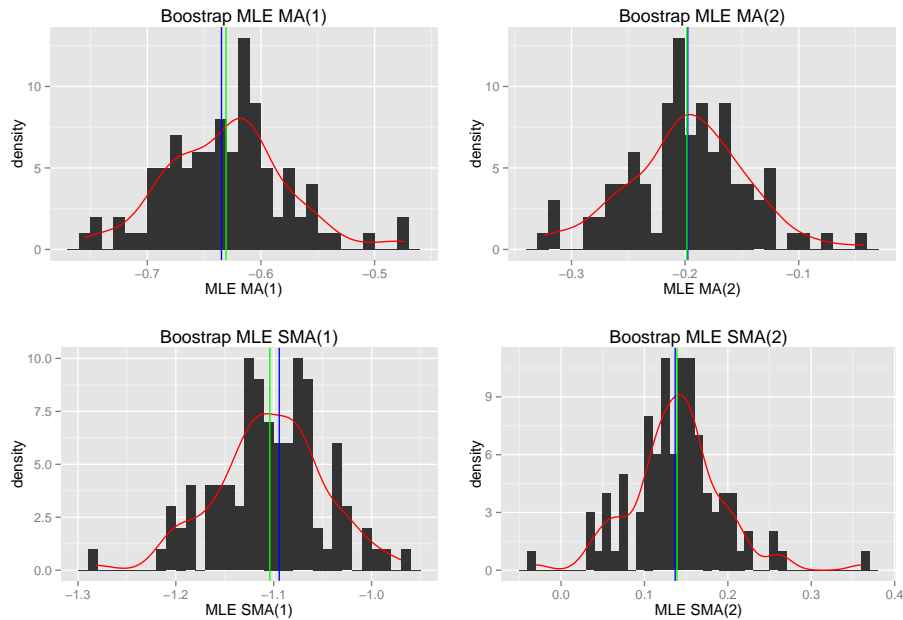 Boostrap MLE MA(1)
density
10
5
0
−0.7
−0.6
−0.5
MLE MA(1)
Boostrap MLE MA(2)
density
10
5
0
−0.3
−0.2
−0.1
MLE MA(2)
Boostrap MLE SMA(1)
density
10.0
7.5
5.0
2.5
0.0
−1.3
−1.2
−1.1
−1.0
MLE SMA(1)
Boostrap MLE SMA(2)
density
9
6
3
0
0.0
0.1
0.2
0.3
0.4
MLE SMA(2)